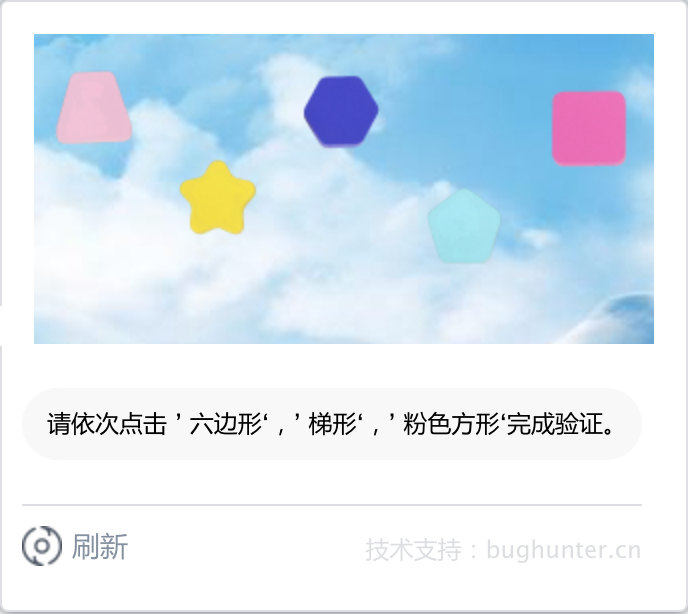 请依次点击 ’ 六边形‘ , ’ 梯形‘ , ’ 粉色方形‘完成验证。
刷新
技术支持：bughunter.cn